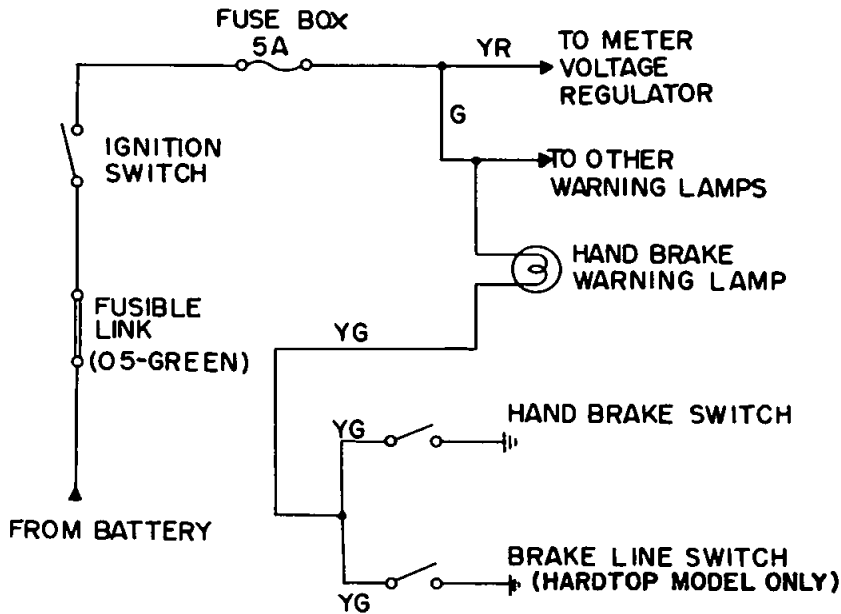 FUSE BOX
5A
YR
TO METER
VOLTAGE
REGULATOR
G
IGNITION
SWITCH
TO OTHER
WARNING LAMPS
HAND BRAKE
WARNING LAMP
FUSIBLE
LINK
(05-GREEN)
YG
HAND BRAKE SWITCH
YG
FROM BATTERY
BRAKE LINE SWITCH
(HARDTOP MODEL ONLY)
YG